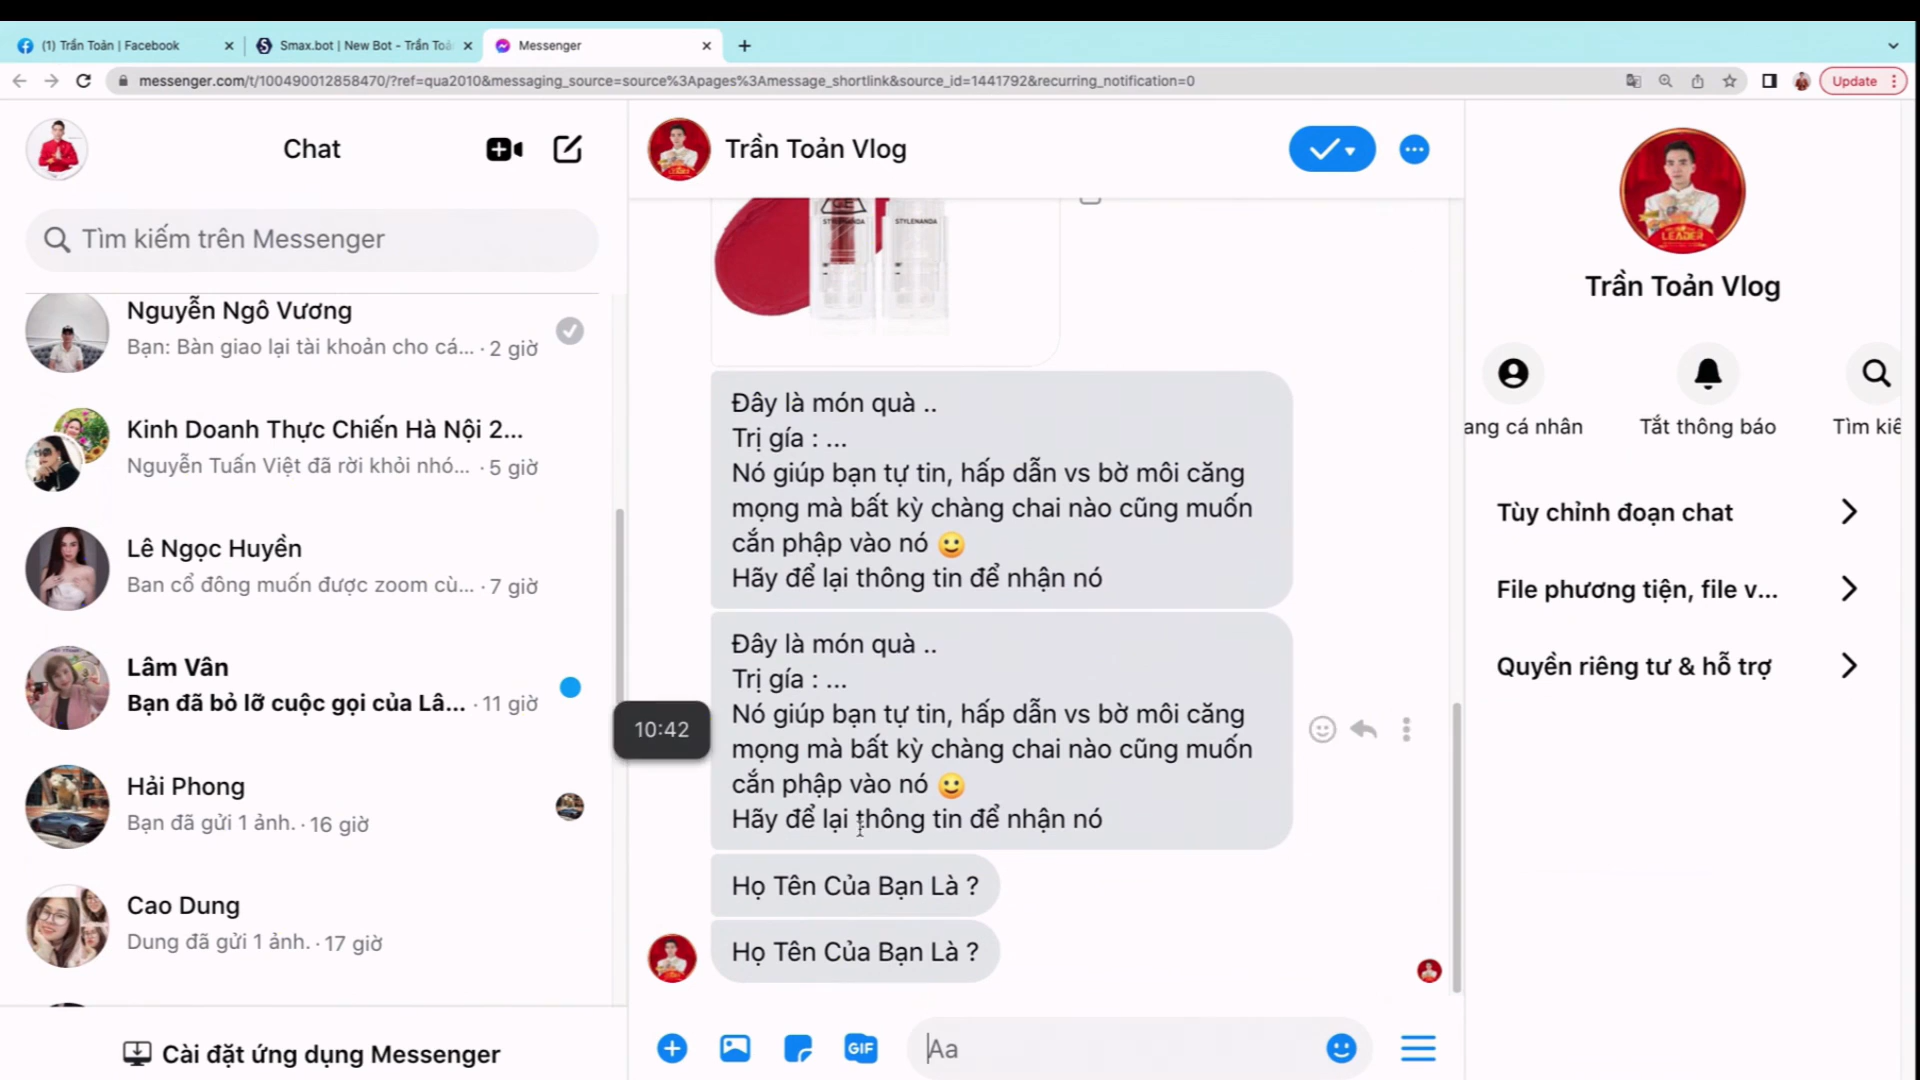 (1) Trần Toản | Facebook
Smax.bot | New Bot - Trần Toả
Messenger
messenger.com/t/100490012858470/?ref=qua2010&messaging_source=source%3Apages%3Amessage_shortlink&source_id=1441792&recurring_notification=0
Update
Chat
Tìm kiếm trên Messenger
Nguyễn Ngô Vương
Bạn: Bàn giao lại tài khoản cho cá... · 2 giờ
Kinh Doanh Thực Chiến Hà Nội 2...
Nguyễn Tuấn Việt đã rời khỏi nhó... · 5 giờ
Lê Ngọc Huyền
Ban cổ đông muốn được zoom cù... · 7 giờ
Lâm Vân
Bạn đã bỏ lỡ cuộc gọi của Lâ... · 11 giờ
Hải Phong
Bạn đã gửi 1 ảnh. · 16 giờ
Cao Dung
Dung đã gửi 1 ảnh. · 17 giờ
Cài đặt ứng dụng Messenger
Trần Toản Vlog
STYLENANDA STYLENANDA
Đây là món quà ..
Trị gía : ...
Nó giúp bạn tự tin, hấp dẫn vs bờ môi căng
mọng mà bất kỳ chàng chai nào cũng muốn
cắn phập vào nó 🙂
Hãy để lại thông tin để nhận nó
Đây là món quà ..
Trị gía : ...
Nó giúp bạn tự tin, hấp dẫn vs bờ môi căng
mọng mà bất kỳ chàng chai nào cũng muốn
cắn phập vào nó 🙂
Hãy để lại thông tin để nhận nó
10:42
Họ Tên Của Bạn Là ?
Họ Tên Của Bạn Là ?
GIF
Aa
LEADER
Trần Toản Vlog
ang cá nhân
Tắt thông báo
Tìm kiế
Tùy chỉnh đoạn chat
File phương tiện, file v...
Quyền riêng tư & hỗ trợ